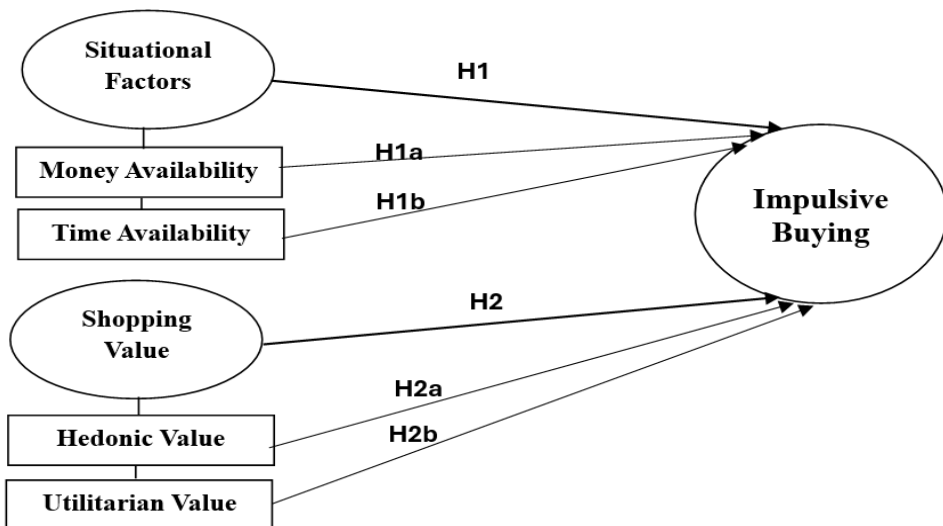 Situational
Factors
H1
Money Availability
H1a
Time Availability
H1b
Impulsive
Buying
Shopping
Value
H2
Hedonic Value
H2a
Utilitarian Value
H2b